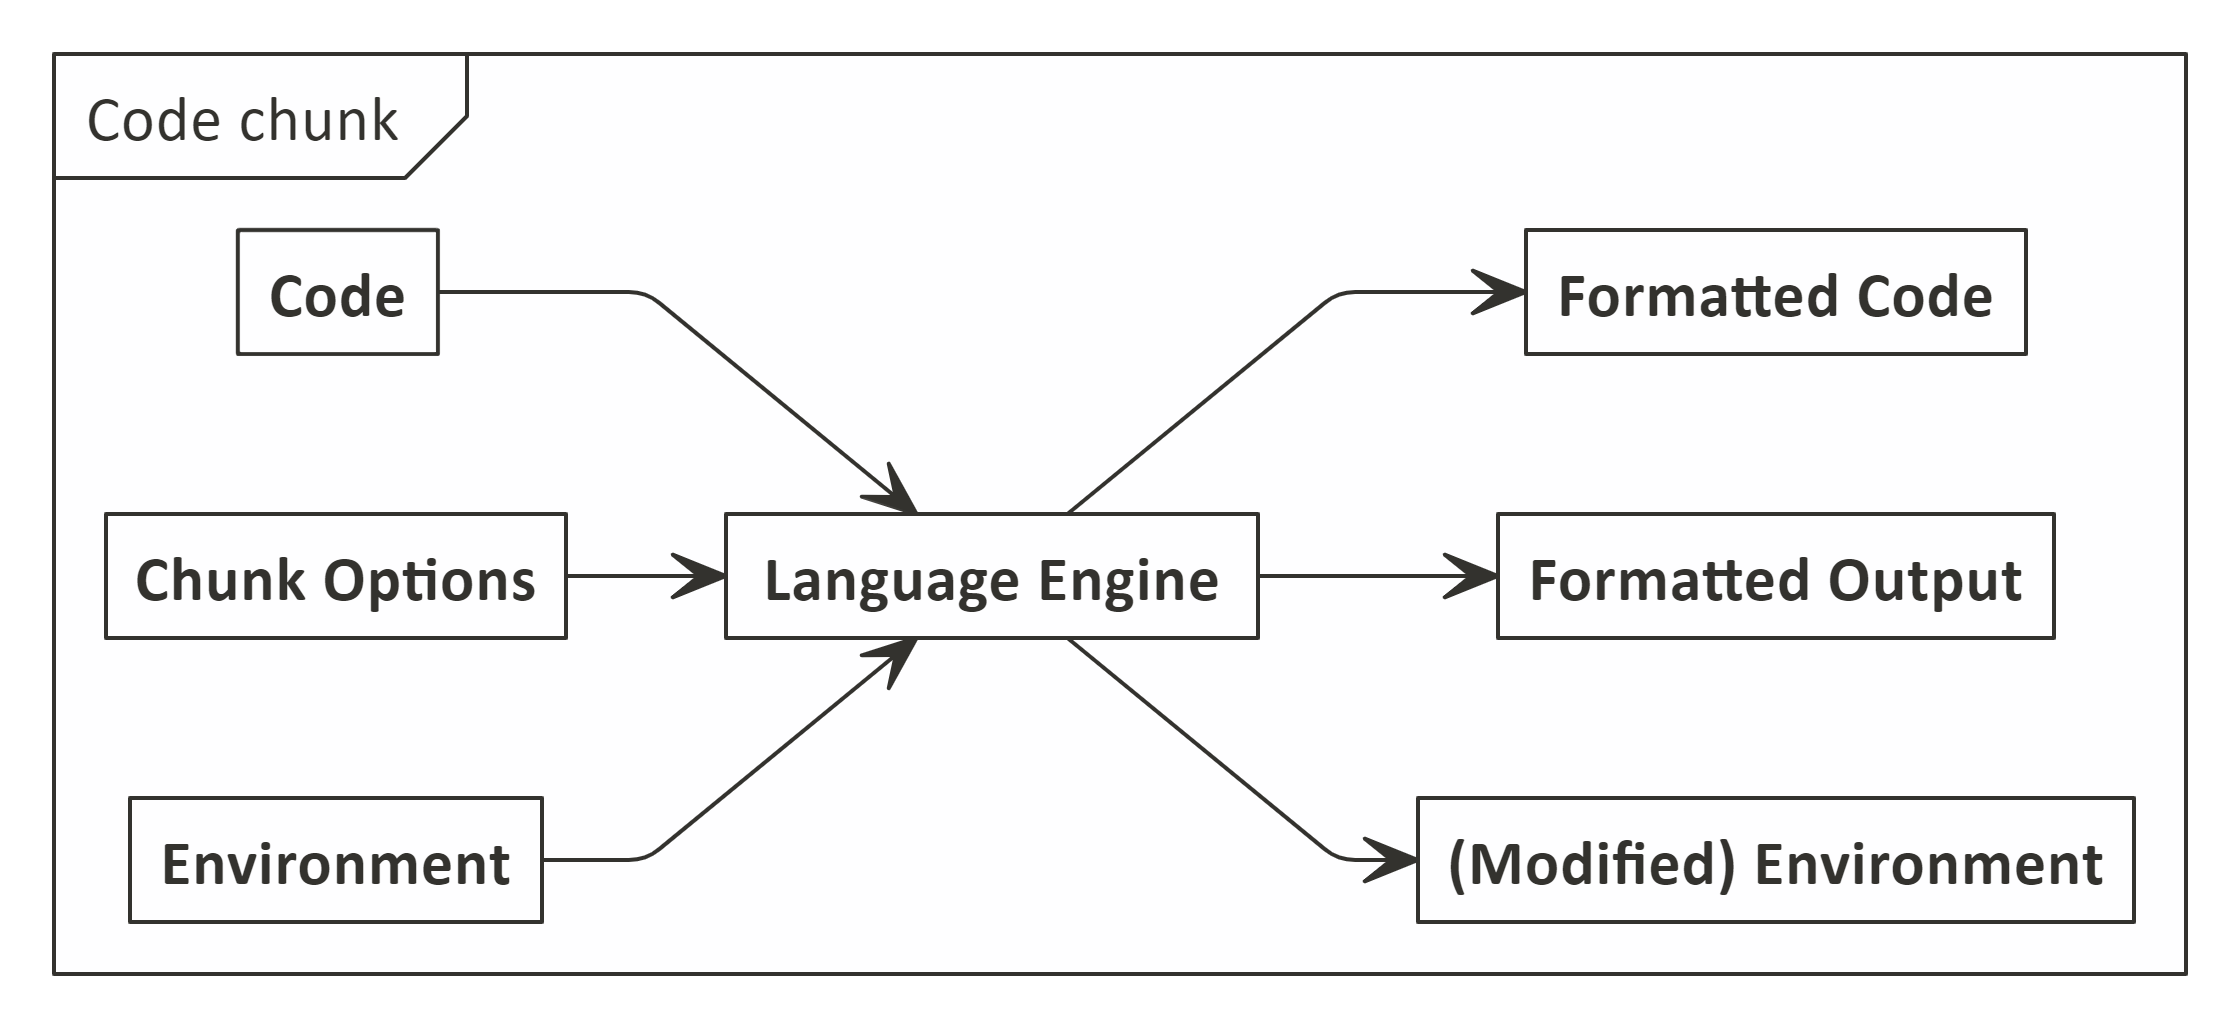 Code chunk
Code
Formatted Code
Chunk Options
Language Engine
Formatted Output
Environment
(Modified) Environment